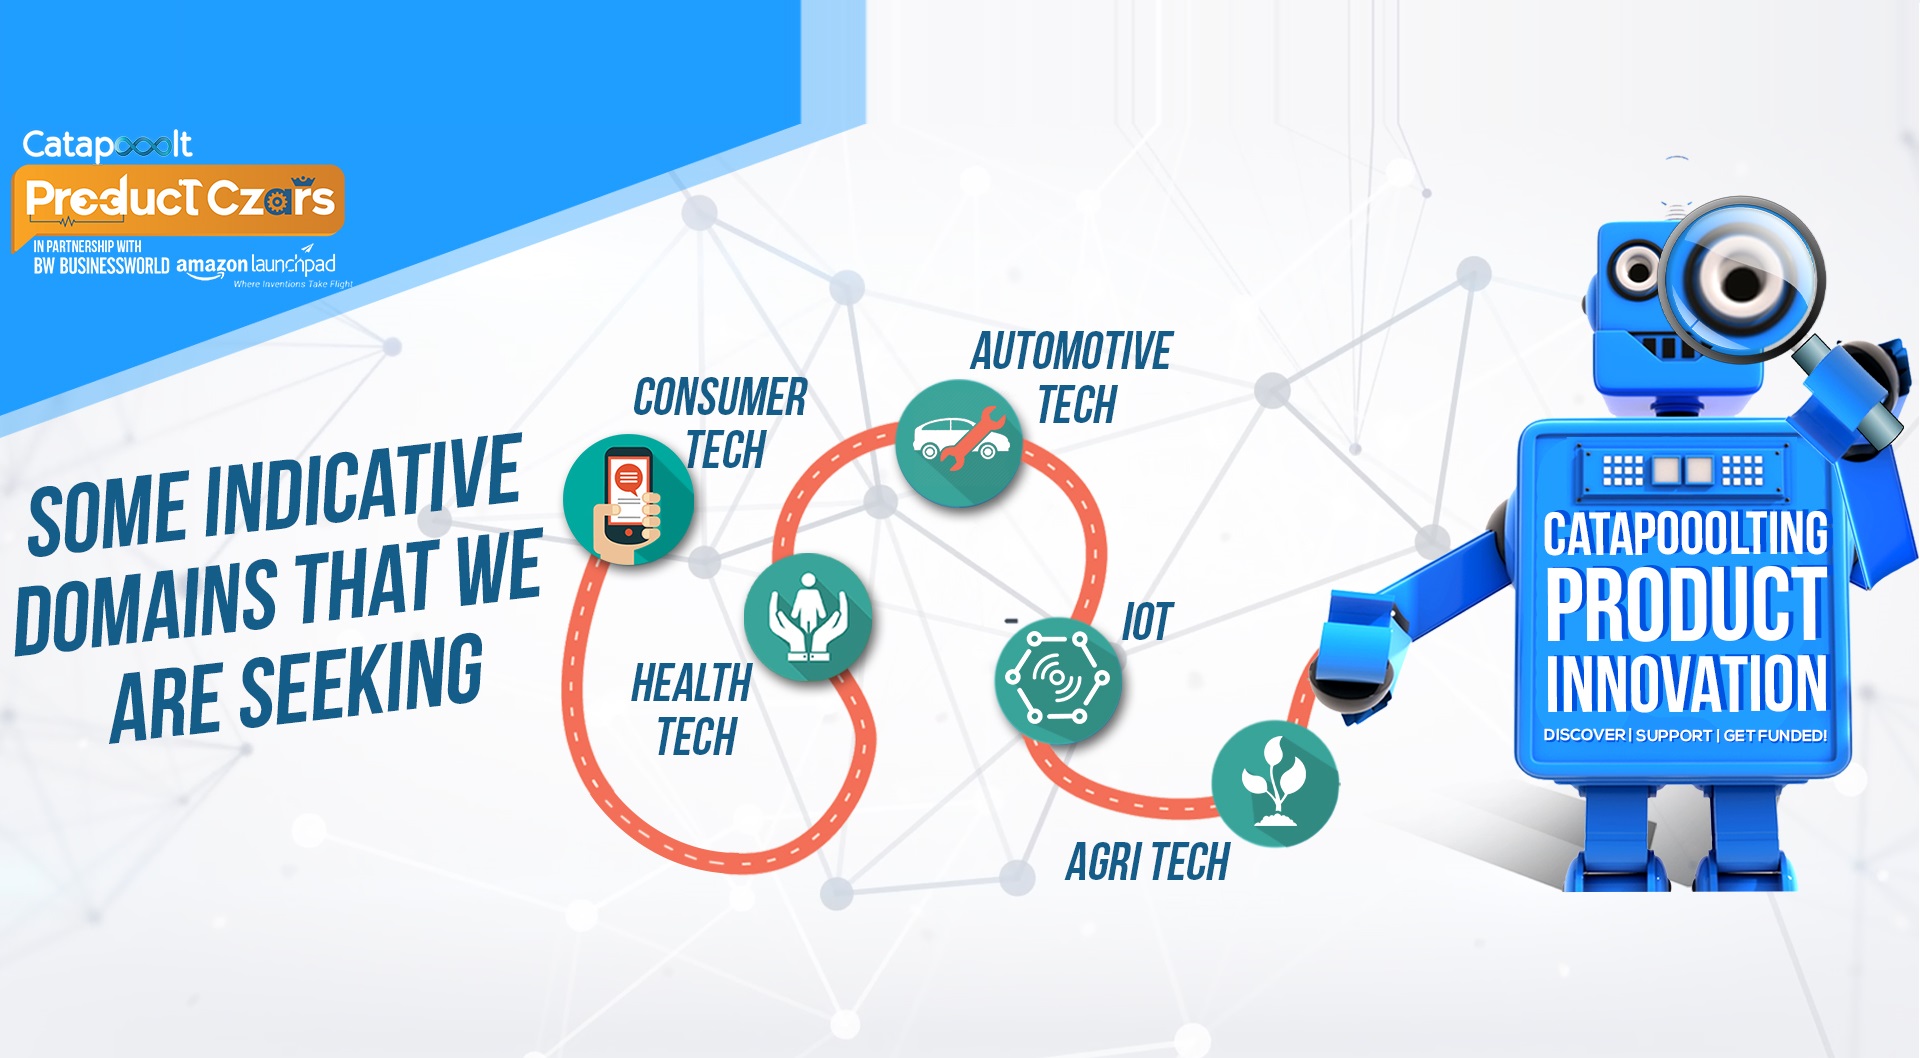 Catapooolt
Product Czars
IN PARTNERSHIP WITH
BW BUSINESSWORLD amazon launchpad
Where Inventions Take Flight
SOME INDICATIVE
DOMAINS THAT WE
ARE SEEKING
CONSUMER
TECH
HEALTH
TECH
AUTOMOTIVE
TECH
IOT
AGRI TECH
CATAPOOOLTING
PRODUCT
INNOVATION
DISCOVER | SUPPORT | GET FUNDED!